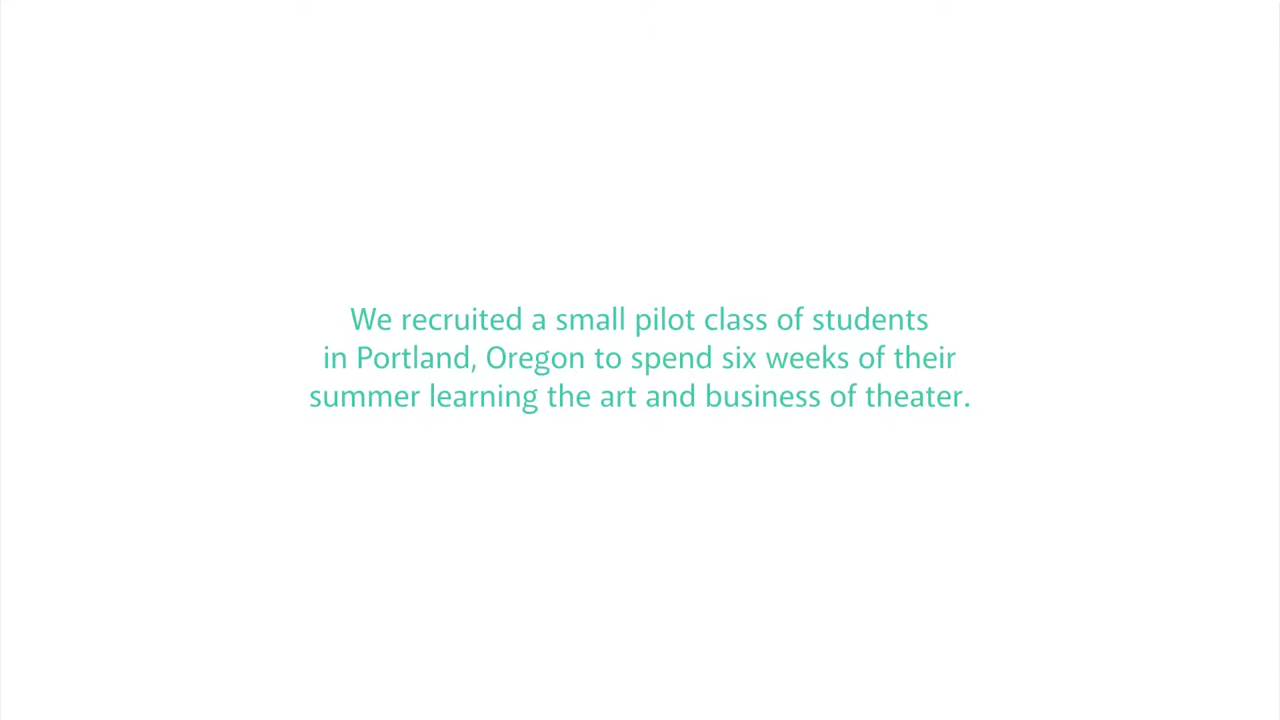 We recruited a small pilot class of students
in Portland, Oregon to spend six weeks of their
summer learning the art and business of theater.